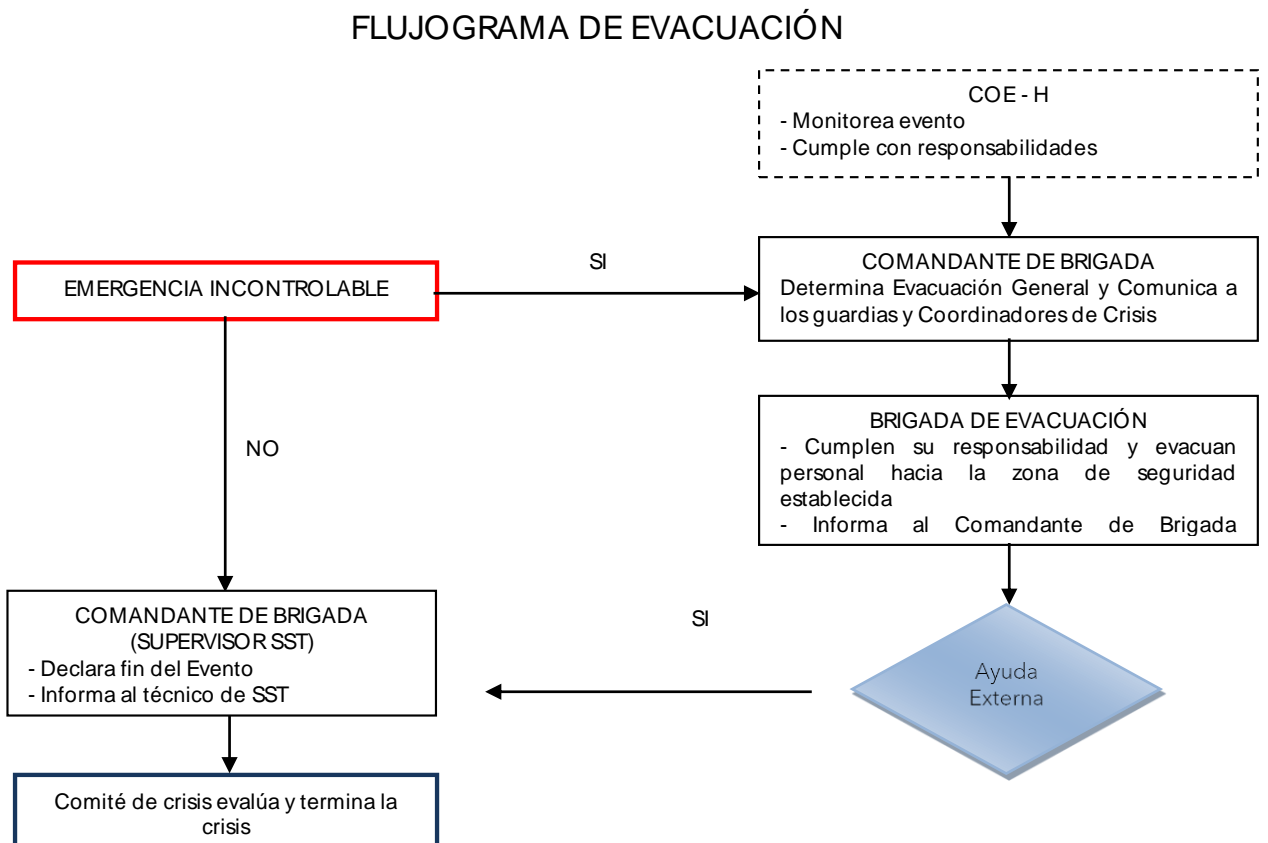 FLUJOGRAMA DE EVACUACIÓN
COE - H
- Monitorea evento
- Cumple con responsabilidades
SI
EMERGENCIA INCONTROLABLE
COMANDANTE DE BRIGADA
Determina Evacuación General y Comunica a
los guardias y Coordinadores de Crisis
NO
BRIGADA DE EVACUACIÓN
- Cumplen su responsabilidad y evacuan
personal hacia la zona de seguridad
establecida
- Informa al Comandante de Brigada
COMANDANTE DE BRIGADA
(SUPERVISOR SST)
- Declara fin del Evento
- Informa al técnico de SST
SI
Ayuda
Externa
Comité de crisis evalúa y termina la
crisis